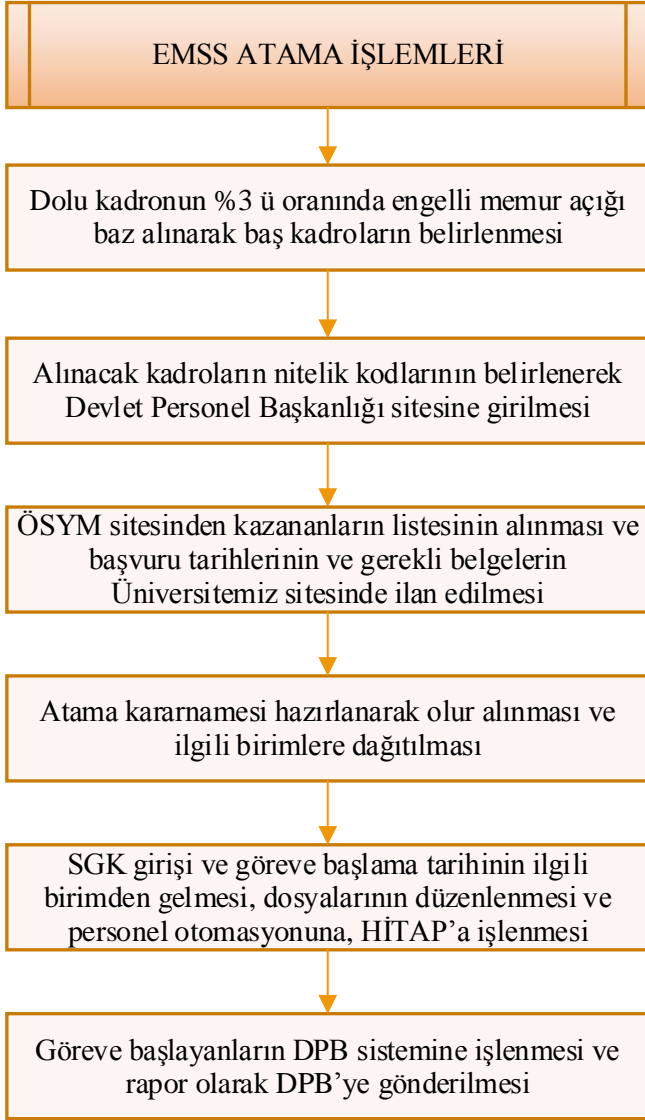 EMSS ATAMA İŞLEMLERİ
Dolu kadronun %3 ü oranında engelli memur açığı
baz alınarak baş kadroların belirlenmesi
Alınacak kadroların nitelik kodlarının belirlenerek
Devlet Personel Başkanlığı sitesine girilmesi
ÖSYM sitesinden kazananların listesinin alınması ve
başvuru tarihlerinin ve gerekli belgelerin
Üniversitemiz sitesinde ilan edilmesi
Atama kararnamesi hazırlanarak olur alınması ve
ilgili birimlere dağıtılması
SGK girişi ve göreve başlama tarihinin ilgili
birimden gelmesi, dosyalarının düzenlenmesi ve
personel otomasyonuna, HİTAP’a işlenmesi
Göreve başlayanların DPB sistemine işlenmesi ve
rapor olarak DPB’ye gönderilmesi